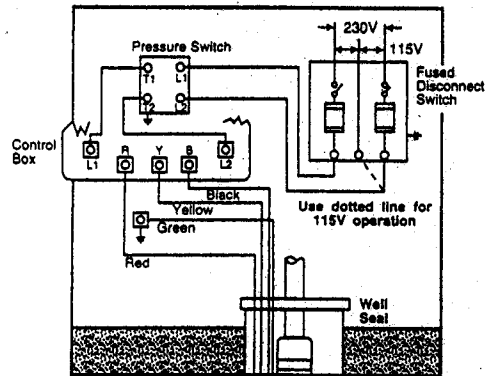 230V
115V
Pressure Switch
T1
L1
T2
L2
Fused
Disconnect
Switch
Control
Box
L1
R
Y
B
L2
Black
Yellow
Green
Red
Use dotted line for
115V operation
Well
Seal